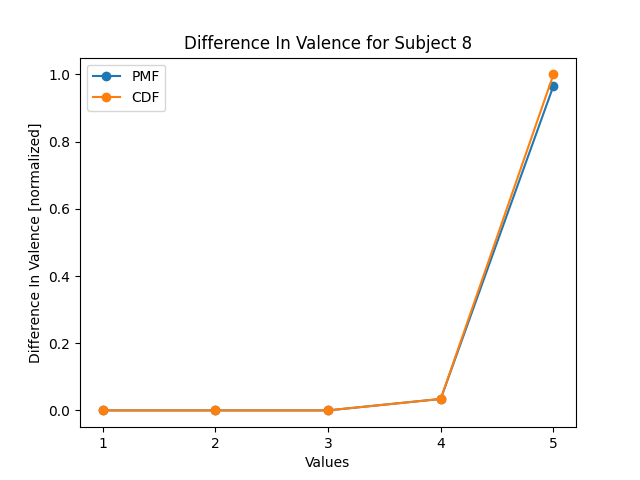 Difference In Valence for Subject 8
PMF
CDF
Difference In Valence [normalized]
1.0
0.8
0.6
0.4
0.2
0.0
1 2 3 4 5
Values